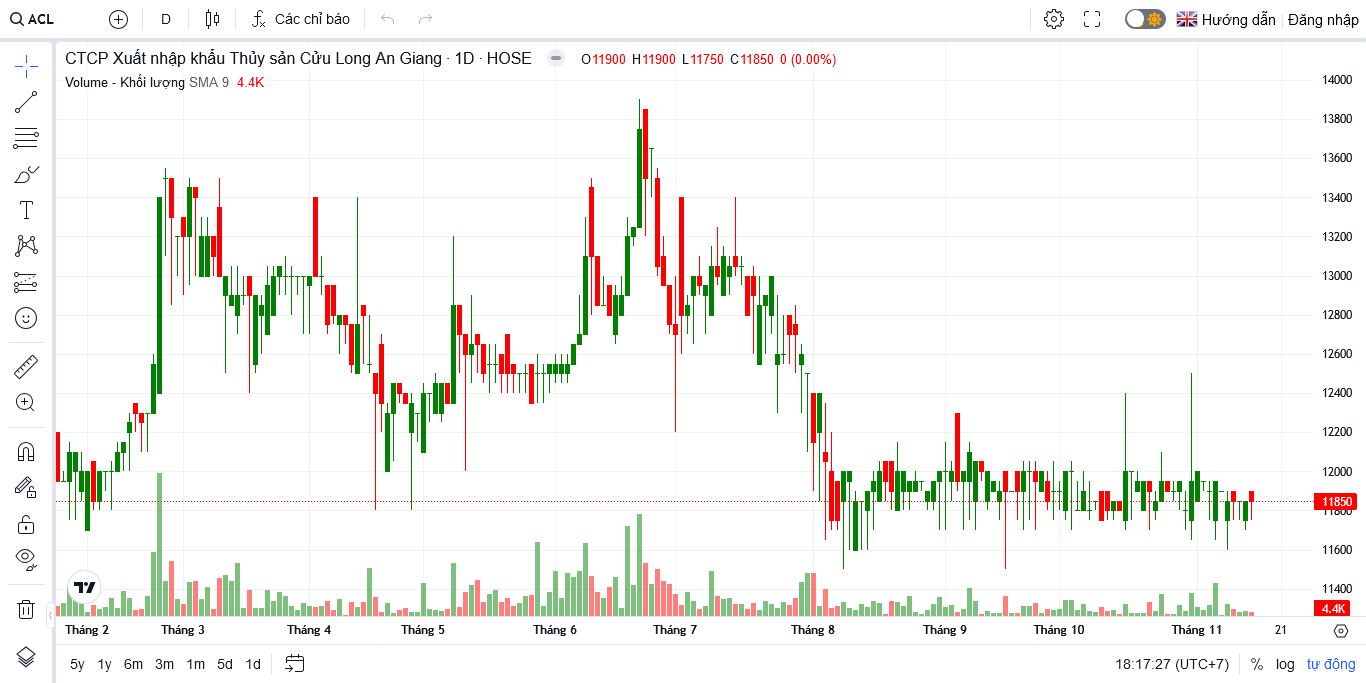 ACL D Các chỉ báo Hướng dẫn Đăng nhập
CTCP Xuất nhập khẩu Thủy sản Cửu Long An Giang · 1D · HOSE O11900 H11900 L11750 C11850 0 (0.00%)
Volume - Khối lượng SMA 9 4.4K
14000
13800
13600
13400
13200
13000
12800
12600
12400
12200
12000
11850
11800
11600
11400
4.4K
Tháng 2 Tháng 3 Tháng 4 Tháng 5 Tháng 6 Tháng 7 Tháng 8 Tháng 9 Tháng 10 Tháng 11 21
5y 1y 6m 3m 1m 5d 1d 18:17:27 (UTC+7) % log tự động